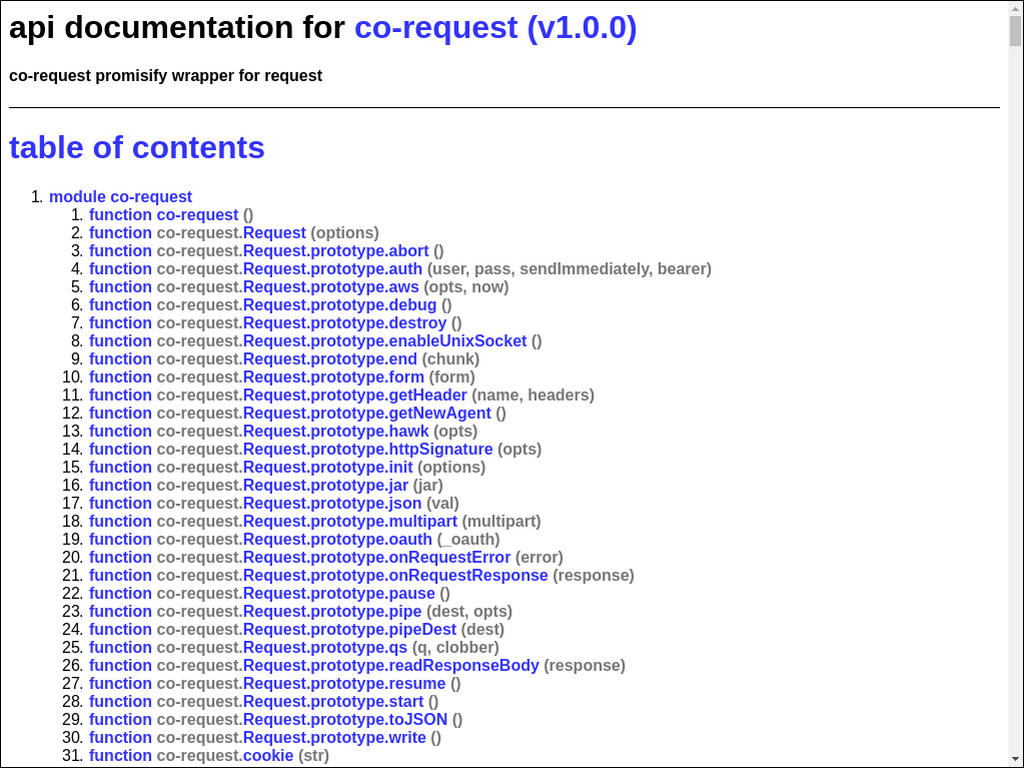 api documentation for co-request (v1.0.0)
co-request promisify wrapper for request
table of contents
1. module co-request
1. function co-request ()
2. function co-request.Request (options)
3. function co-request.Request.prototype.abort ()
4. function co-request.Request.prototype.auth (user, pass, sendImmediately, bearer)
5. function co-request.Request.prototype.aws (opts, now)
6. function co-request.Request.prototype.debug ()
7. function co-request.Request.prototype.destroy ()
8. function co-request.Request.prototype.enableUnixSocket ()
9. function co-request.Request.prototype.end (chunk)
10. function co-request.Request.prototype.form (form)
11. function co-request.Request.prototype.getHeader (name, headers)
12. function co-request.Request.prototype.getNewAgent ()
13. function co-request.Request.prototype.hawk (opts)
14. function co-request.Request.prototype.httpSignature (opts)
15. function co-request.Request.prototype.init (options)
16. function co-request.Request.prototype.jar (jar)
17. function co-request.Request.prototype.json (val)
18. function co-request.Request.prototype.multipart (multipart)
19. function co-request.Request.prototype.oauth (_oauth)
20. function co-request.Request.prototype.onRequestError (error)
21. function co-request.Request.prototype.onRequestResponse (response)
22. function co-request.Request.prototype.pause ()
23. function co-request.Request.prototype.pipe (dest, opts)
24. function co-request.Request.prototype.pipeDest (dest)
25. function co-request.Request.prototype.qs (q, clobber)
26. function co-request.Request.prototype.readResponseBody (response)
27. function co-request.Request.prototype.resume ()
28. function co-request.Request.prototype.start ()
29. function co-request.Request.prototype.toJSON ()
30. function co-request.Request.prototype.write ()
31. function co-request.cookie (str)